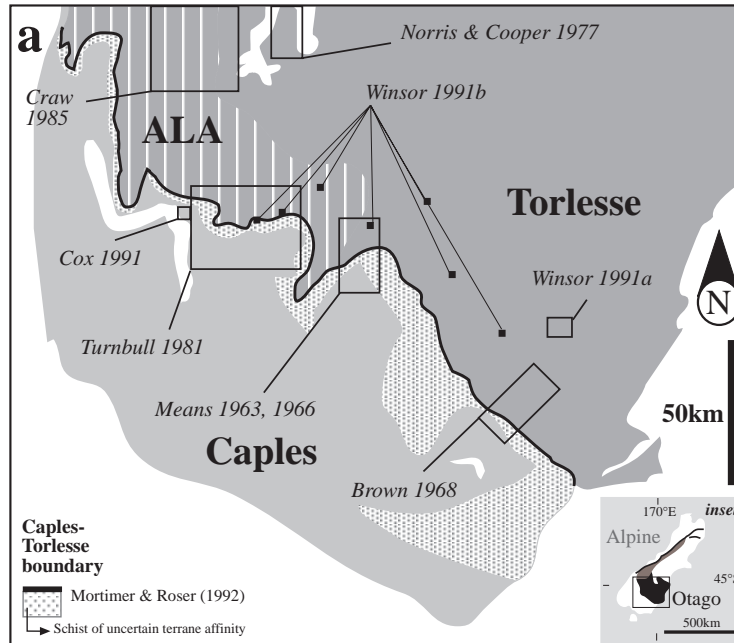 a
Norris & Cooper 1977
Craw
1985
Winsor 1991b
ALA
Torlesse
Cox 1991
Winsor 1991a
N
Turnbull 1981
Means 1963, 1966
50km
Caples
Brown 1968
Caples-
Torlesse
boundary
Mortimer & Roser (1992)
Schist of uncertain terrane affinity
170°E
Alpine
Otago
500km